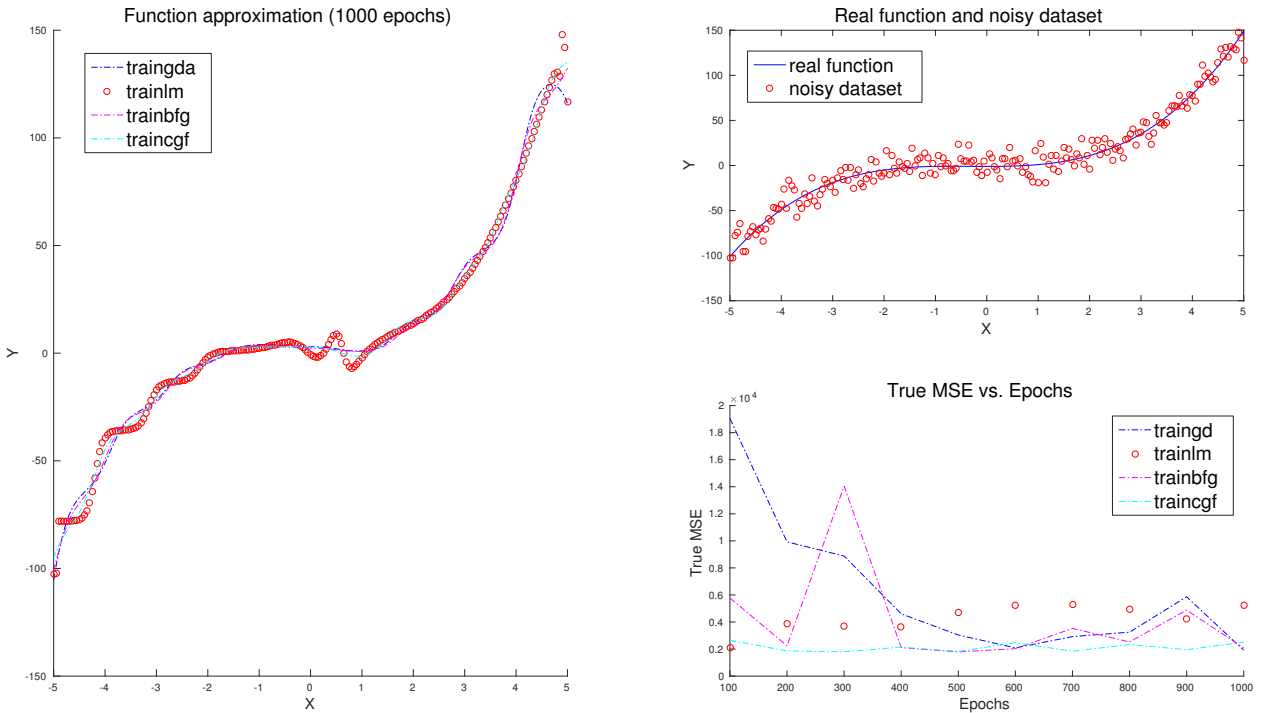 Function approximation (1000 epochs)
150
100
50
0
-50
-100
-150
Y
traingda
trainlm
trainbfg
traincgf
-5 -4 -3 -2 -1 0 1 2 3 4 5
X
Real function and noisy dataset
150
100
50
0
-50
-100
-150
Y
real function
noisy dataset
-5 -4 -3 -2 -1 0 1 2 3 4 5
X
True MSE vs. Epochs
×10⁴
2
1.8
1.6
1.4
1.2
1
0.8
0.6
0.4
0.2
0
True MSE
traingd
trainlm
trainbfg
traincgf
100 200 300 400 500 600 700 800 900 1000
Epochs